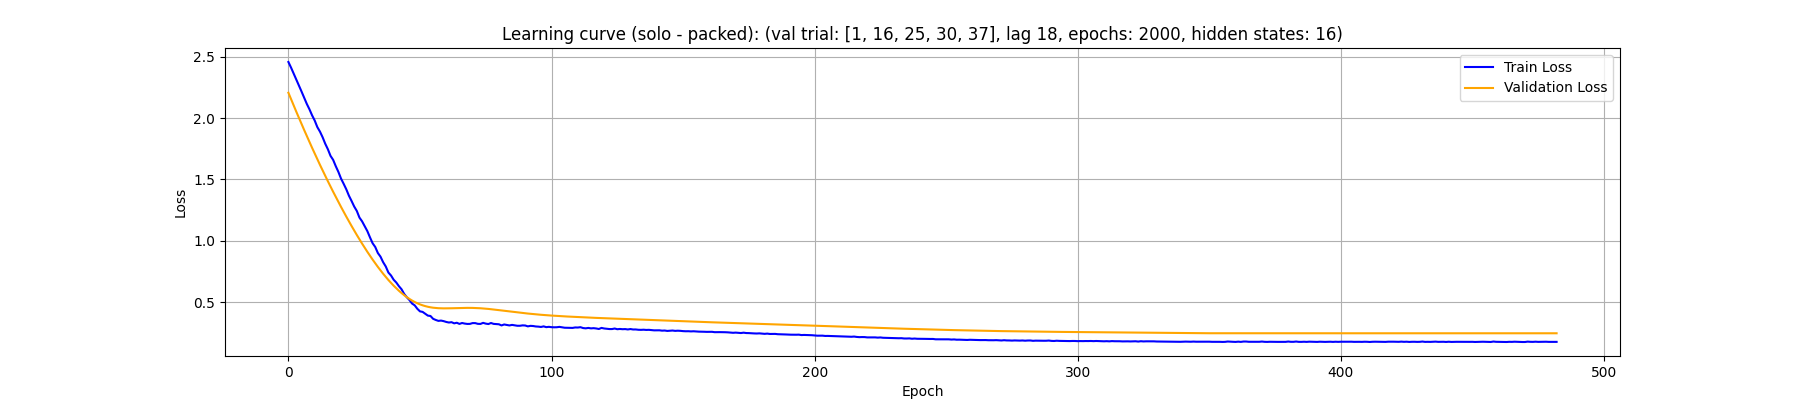 Learning curve (solo - packed): (val trial: [1, 16, 25, 30, 37], lag 18, epochs: 2000, hidden states: 16)
Train Loss
Validation Loss
Loss
2.5
2.0
1.5
1.0
0.5
0 100 200 300 400 500
Epoch